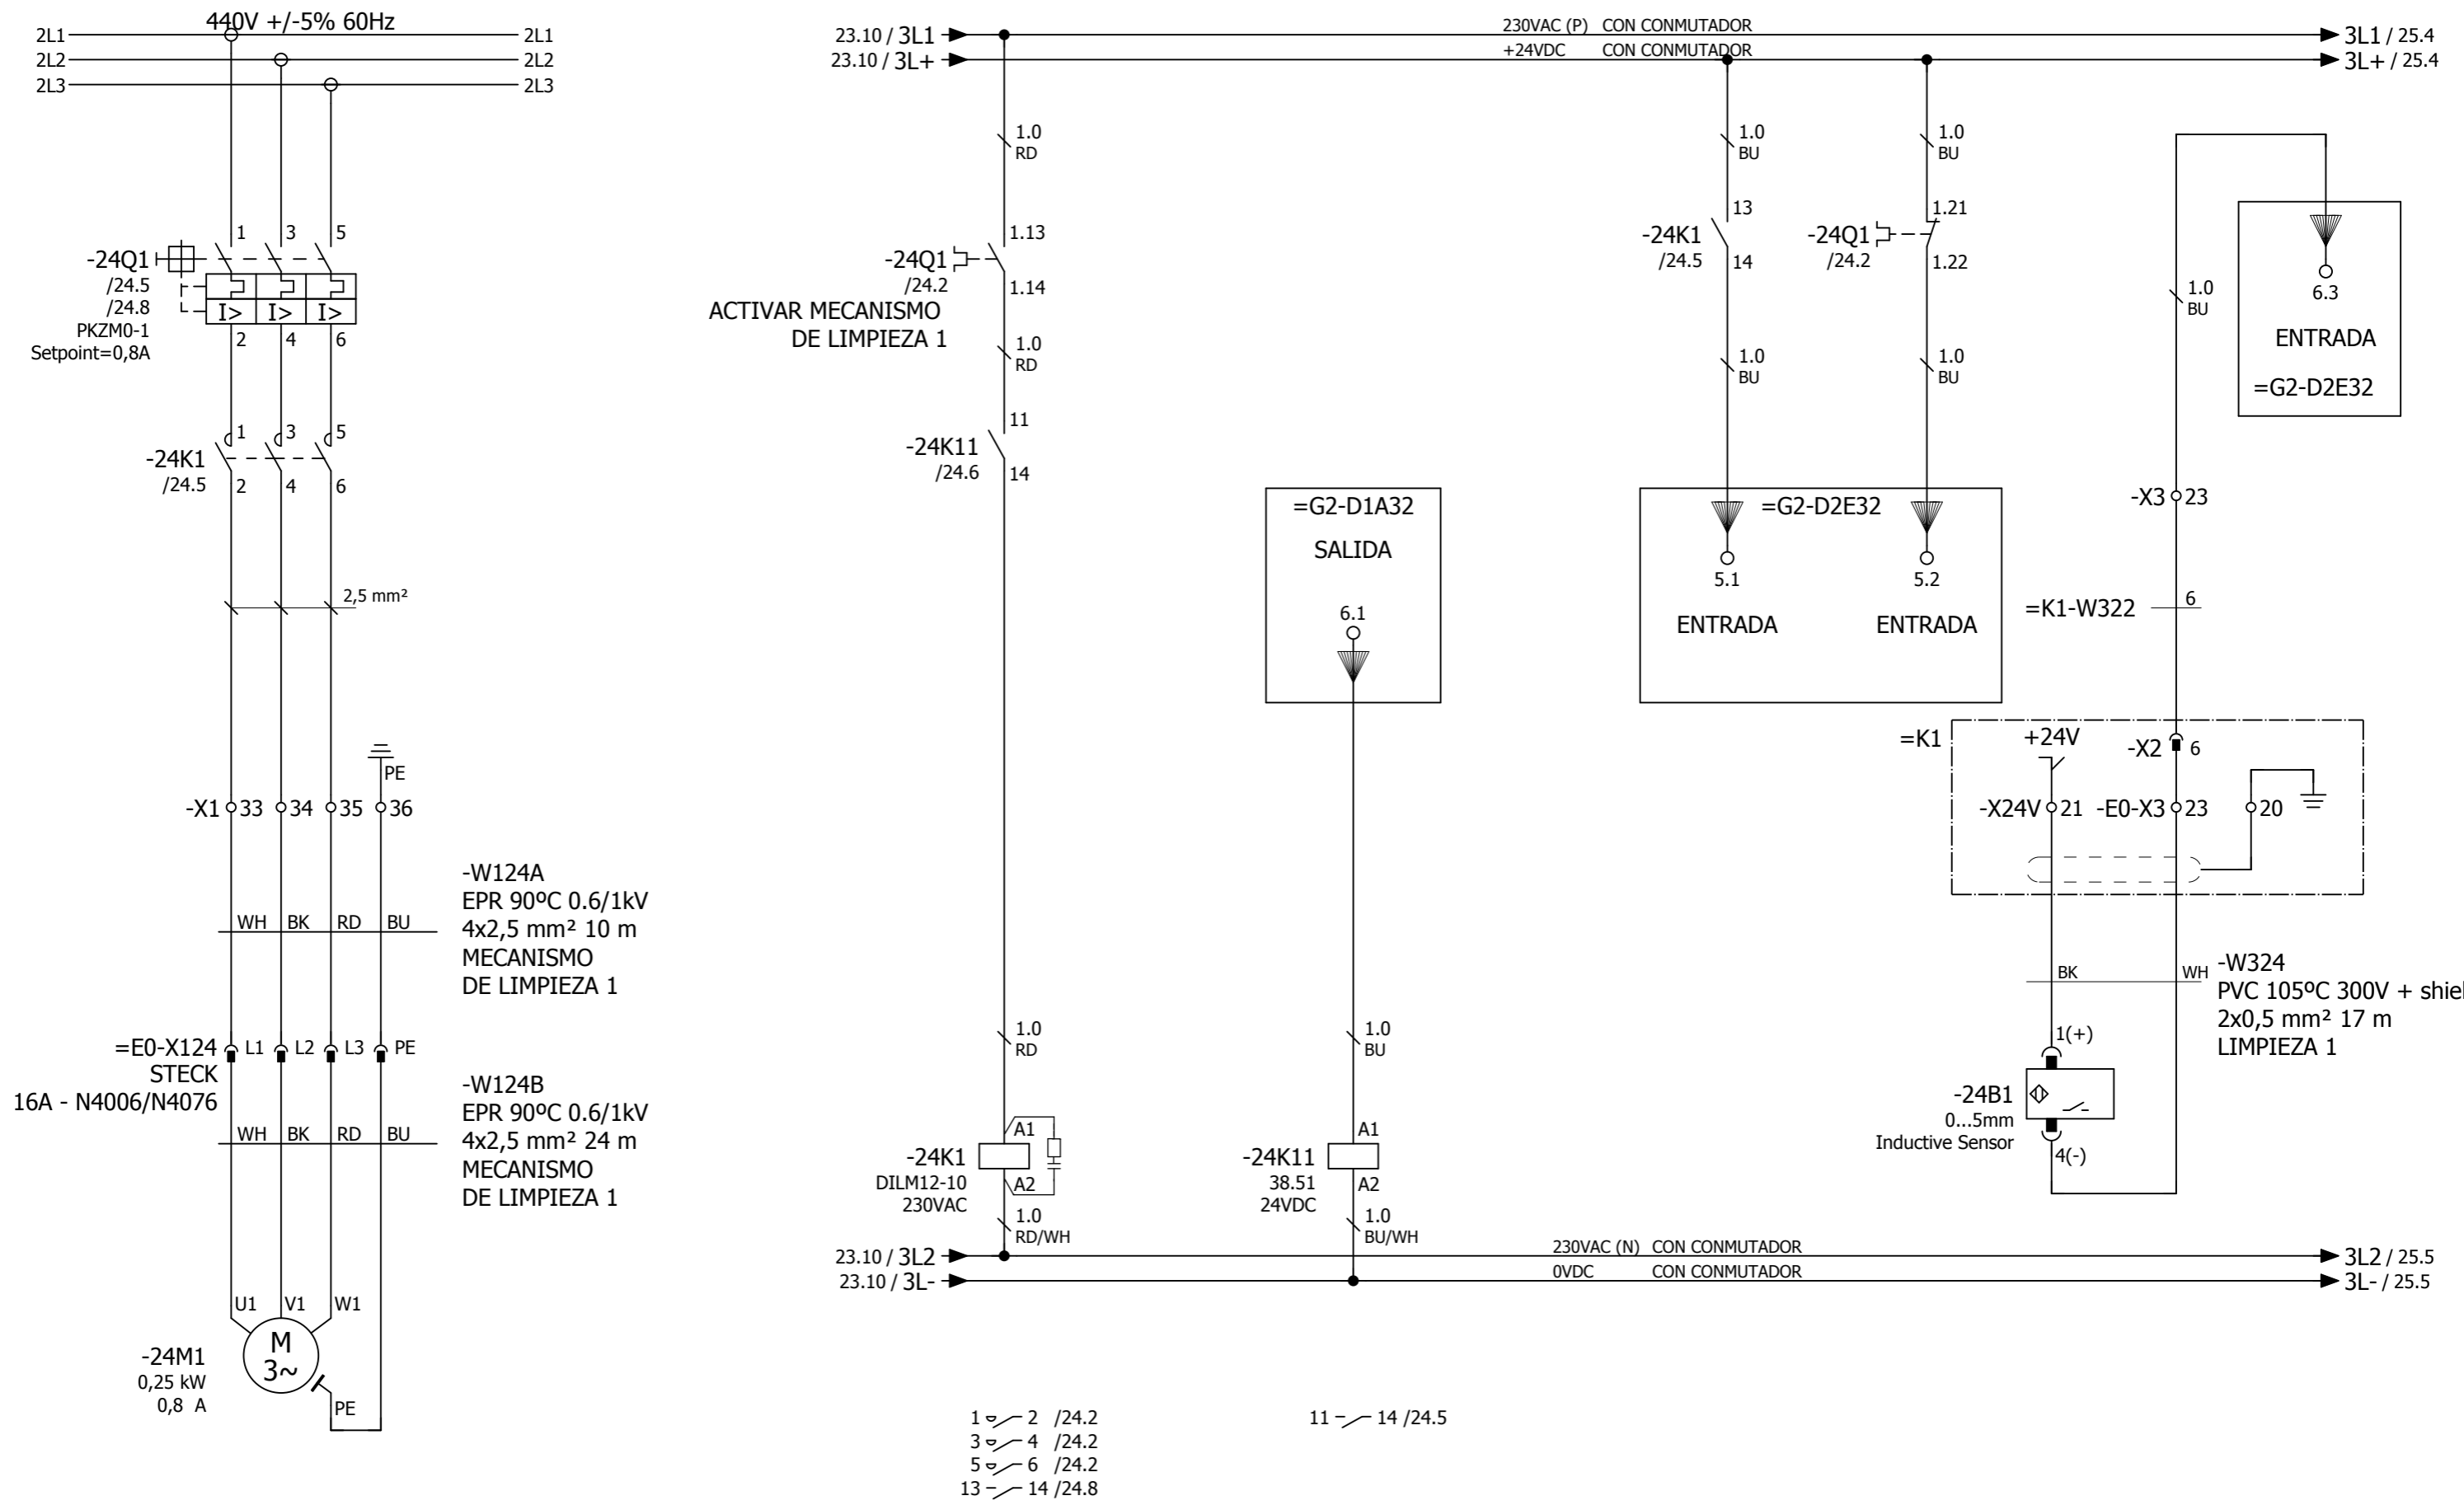 440V +/-5% 60Hz
2L1 2L1
2L2 2L2
2L3 2L3
1 3 5
-24Q1
/24.5
/24.8
PKZM0-1
Setpoint=0,8A
I> I> I>
2 4 6
1 3 5
-24K1
/24.5
2 4 6
2,5 mm²
PE
-X1 33 34 35 36
-W124A
EPR 90ºC 0.6/1kV
4x2,5 mm² 10 m
MECANISMO
DE LIMPIEZA 1
WH BK RD BU
=E0-X124 L1 L2 L3 PE
STECK
16A - N4006/N4076
-W124B
EPR 90ºC 0.6/1kV
4x2,5 mm² 24 m
MECANISMO
DE LIMPIEZA 1
WH BK RD BU
U1 V1 W1
M
3~
-24M1
0,25 kW
0,8 A
PE
23.10 / 3L1
230VAC (P) CON CONMUTADOR
3L1 / 25.4
23.10 / 3L+
+24VDC CON CONMUTADOR
3L+ / 25.4
1.0
RD
1.13
-24Q1
/24.2
1.14
ACTIVAR MECANISMO
DE LIMPIEZA 1
1.0
RD
11
-24K11
/24.6
14
1.0
RD
A1
-24K1
DILM12-10
230VAC
A2
1.0
RD/WH
=G2-D1A32
SALIDA
6.1
1.0
BU
A1
-24K11
38.51
24VDC
A2
1.0
BU/WH
1.0
BU
13
-24K1
/24.5
14
1.0
BU
1.0
BU
1.21
-24Q1
/24.2
1.22
1.0
BU
=G2-D2E32
5.1 5.2
ENTRADA ENTRADA
6.3
ENTRADA
=G2-D2E32
1.0
BU
-X3 23
=K1-W322 6
=K1
+24V
-X2 6
-X24V 21 -E0-X3 23 20
BK WH
-W324
PVC 105ºC 300V + shiel
2x0,5 mm² 17 m
LIMPIEZA 1
1(+)
-24B1
0...5mm
Inductive Sensor
4(-)
23.10 / 3L2
230VAC (N) CON CONMUTADOR
3L2 / 25.5
23.10 / 3L-
0VDC CON CONMUTADOR
3L- / 25.5
1 2 /24.2
3 4 /24.2
5 6 /24.2
13 14 /24.8
11 14 /24.5